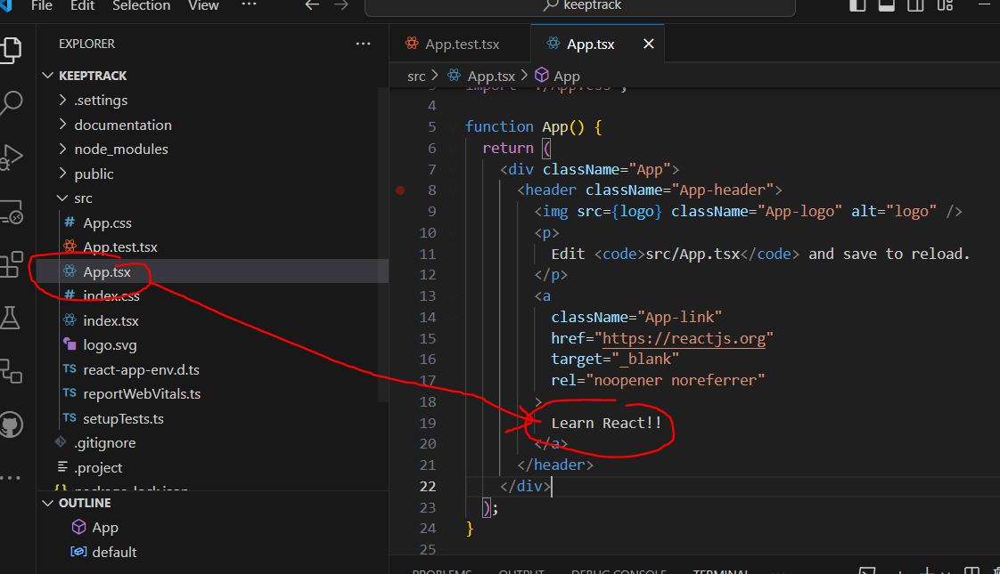 File Edit Selection View ··· keeptrack
EXPLORER ···
KEEPTRACK
.settings
documentation
node_modules
public
src
# App.css
App.test.tsx
App.tsx
# index.css
index.tsx
logo.svg
TS react-app-env.d.ts
TS reportWebVitals.ts
TS setupTests.ts
.gitignore
.project
{} package-lock.json
OUTLINE
App
default
App.test.tsx App.tsx
src > App.tsx > App
3 import './App.css';
4
5 function App() {
6 return (
7 <div className="App">
8 <header className="App-header">
9 <img src={logo} className="App-logo" alt="logo" />
10 <p>
11 Edit <code>src/App.tsx</code> and save to reload.
12 </p>
13 <a
14 className="App-link"
15 href="https://reactjs.org"
16 target="_blank"
17 rel="noopener noreferrer"
18 >
19 Learn React!!
20 </a>
21 </header>
22 </div>
23 );
24 }
25
PROBLEMS OUTPUT DEBUG CONSOLE TERMINAL ···